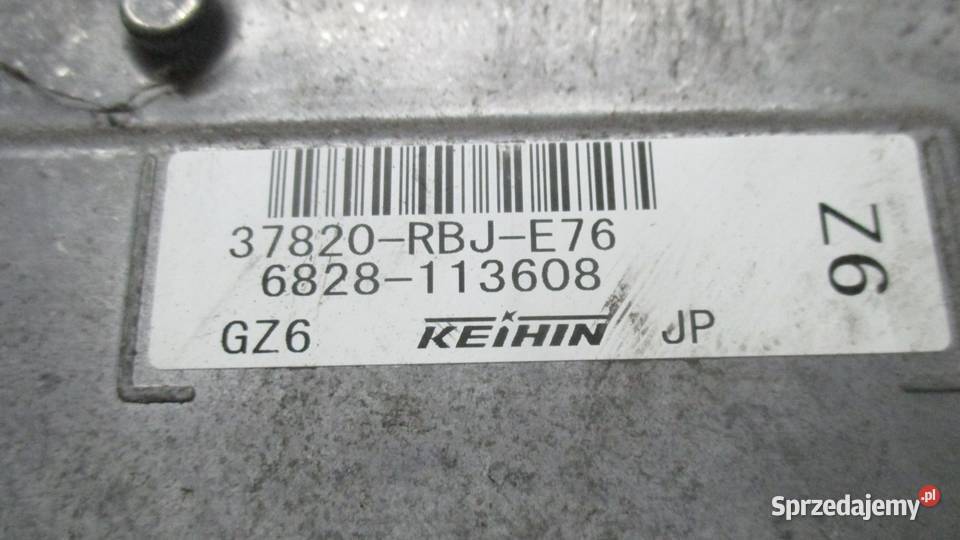 37820-RBJ-E76
6828-113608
GZ6 KEIHIN JP
Z6
Sprzedajemy.pl